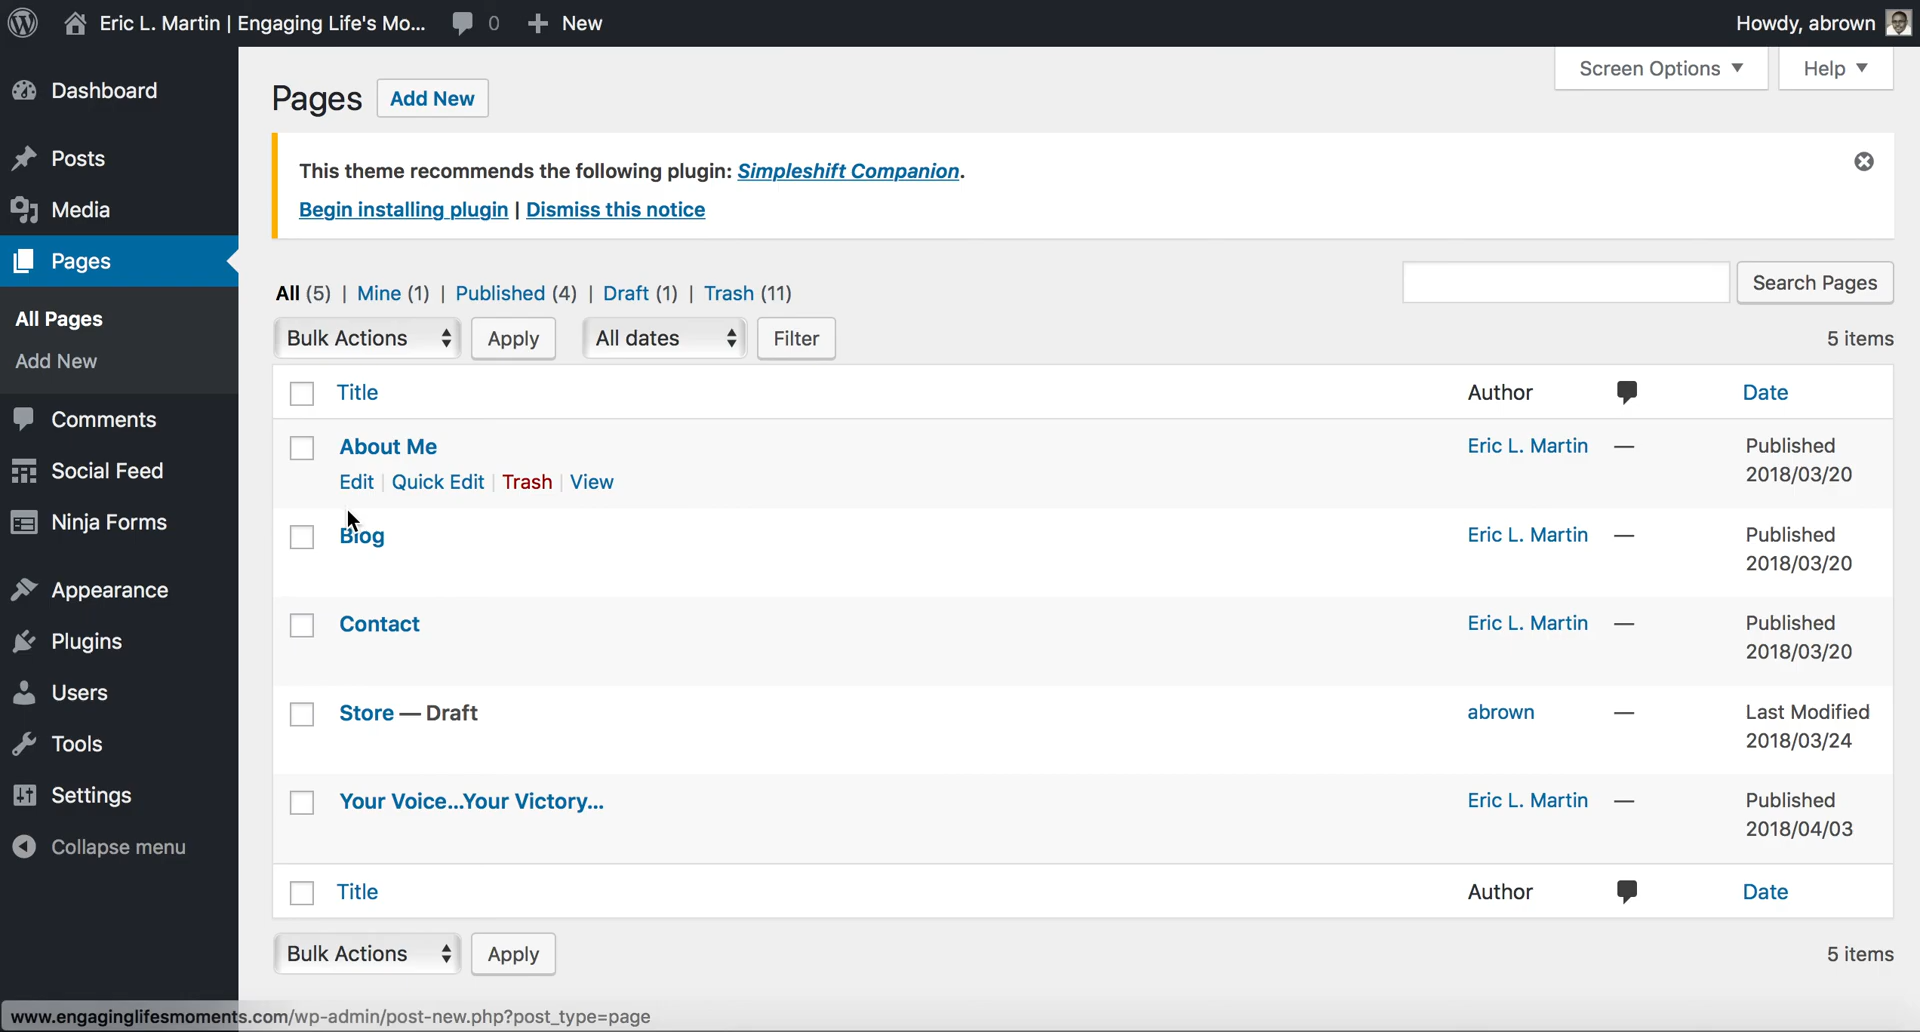 Eric L. Martin | Engaging Life's Mo... 0 New
Howdy, abrown
Dashboard
Posts
Media
Pages
All Pages
Add New
Comments
Social Feed
Ninja Forms
Appearance
Plugins
Users
Tools
Settings
Collapse menu
Screen Options Help
Pages Add New
This theme recommends the following plugin: Simpleshift Companion.
Begin installing plugin | Dismiss this notice
All (5) | Mine (1) | Published (4) | Draft (1) | Trash (11)
Search Pages
Bulk Actions Apply All dates Filter 5 items
Title Author Date
About Me Eric L. Martin — Published
2018/03/20
Edit | Quick Edit | Trash | View
Blog Eric L. Martin — Published
2018/03/20
Contact Eric L. Martin — Published
2018/03/20
Store — Draft abrown — Last Modified
2018/03/24
Your Voice...Your Victory... Eric L. Martin — Published
2018/04/03
Title Author Date
Bulk Actions Apply 5 items
www.engaginglifesmoments.com/wp-admin/post-new.php?post_type=page